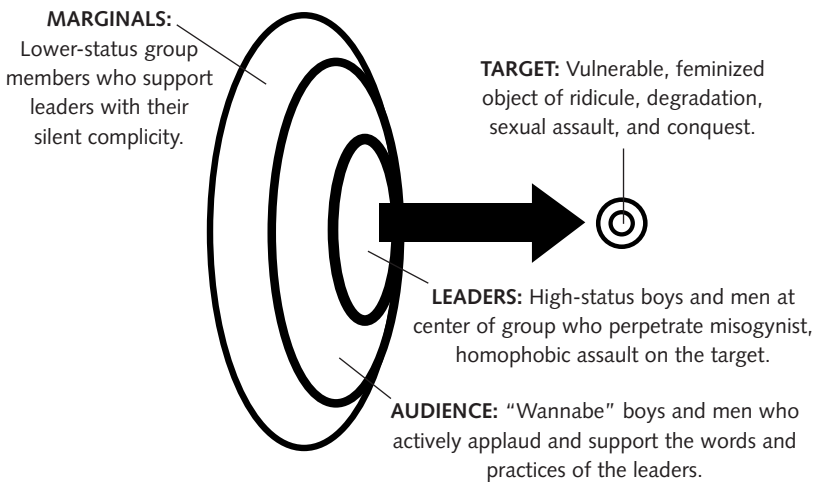 MARGINALS:
Lower-status group
members who support
leaders with their
silent complicity.
TARGET: Vulnerable, feminized
object of ridicule, degradation,
sexual assault, and conquest.
LEADERS: High-status boys and men at
center of group who perpetrate misogynist,
homophobic assault on the target.
AUDIENCE: “Wannabe” boys and men who
actively applaud and support the words and
practices of the leaders.